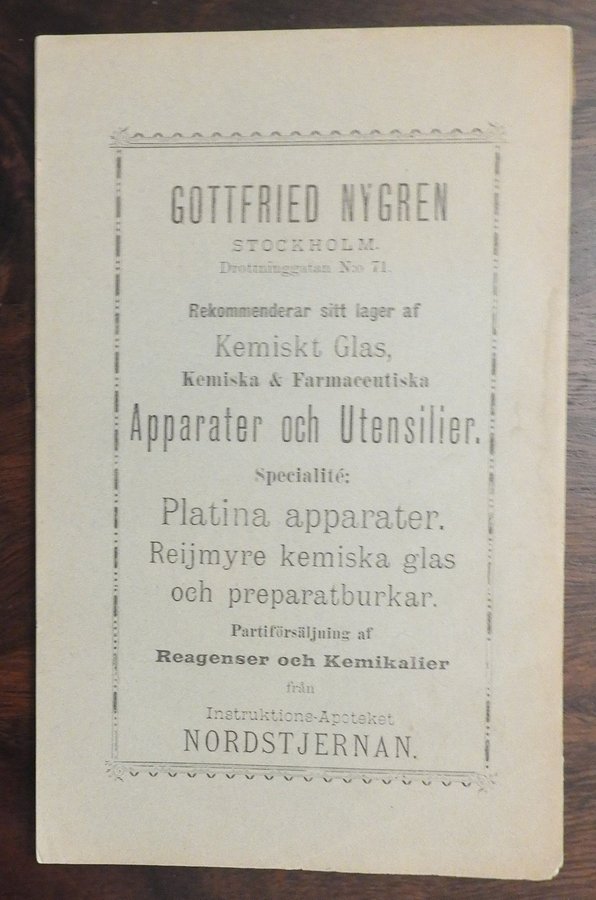 GOTTFRIED NYGREN
STOCKHOLM.
Drottninggatan N:o 71.
Rekommenderar sitt lager af
Kemiskt Glas,
Kemiska & Farmaceutiska
Apparater och Utensilier.
Specialité:
Platina apparater.
Reijmyre kemiska glas
och preparatburkar.
Partiförsäljning af
Reagenser och Kemikalier
från
Instruktions-Apoteket
NORDSTJERNAN.